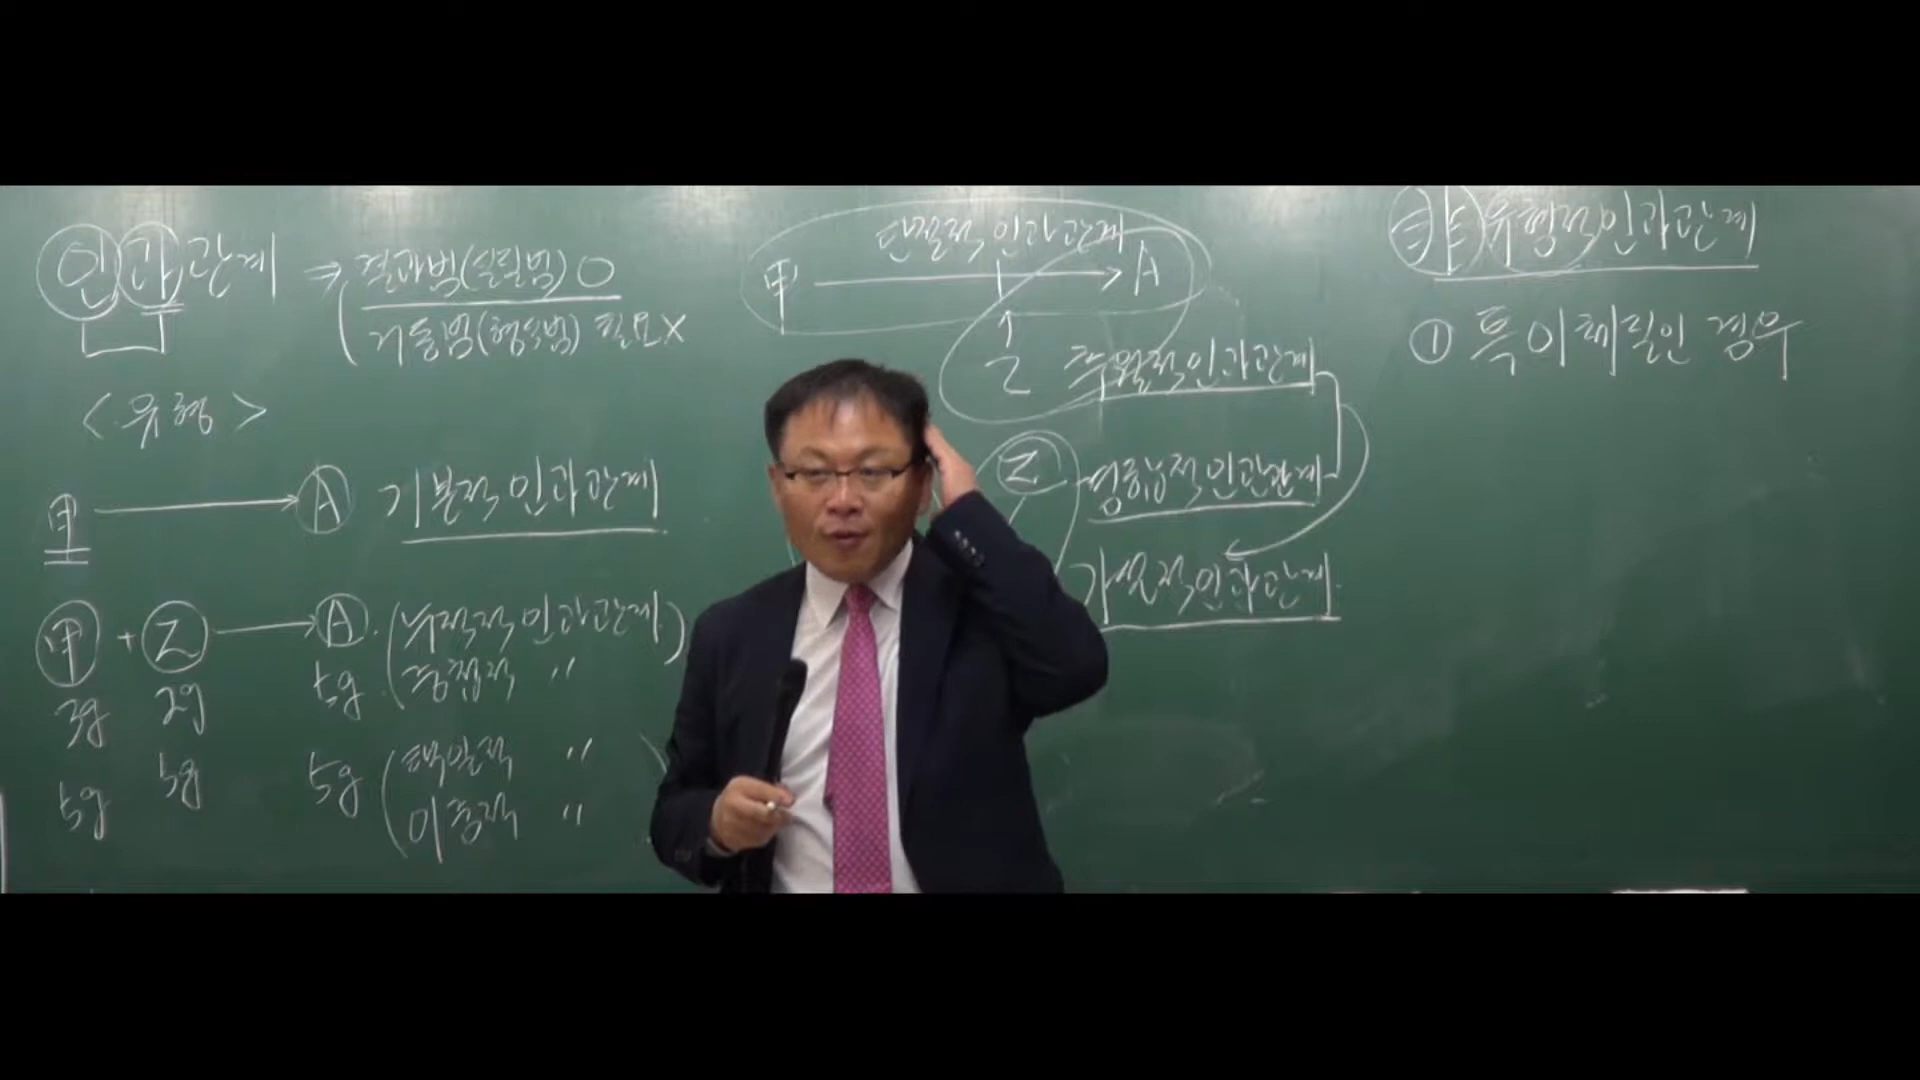 인과관계 ⇒ 결과범(실질범) O
거동범(형식범) 필요X
<유형>
甲 → A 기본적 인과관계
甲 + 乙 → A (누적적 인과관계)
3g 2g 5g (중첩적 〃
5g 5g 5g (택일적 〃
이중적 〃
단절적 인과관계
甲 → A
乙 추월적 인과관계
乙 경합적 인과관계
가설적 인과관계
非유형적 인과관계
① 특이체질인 경우